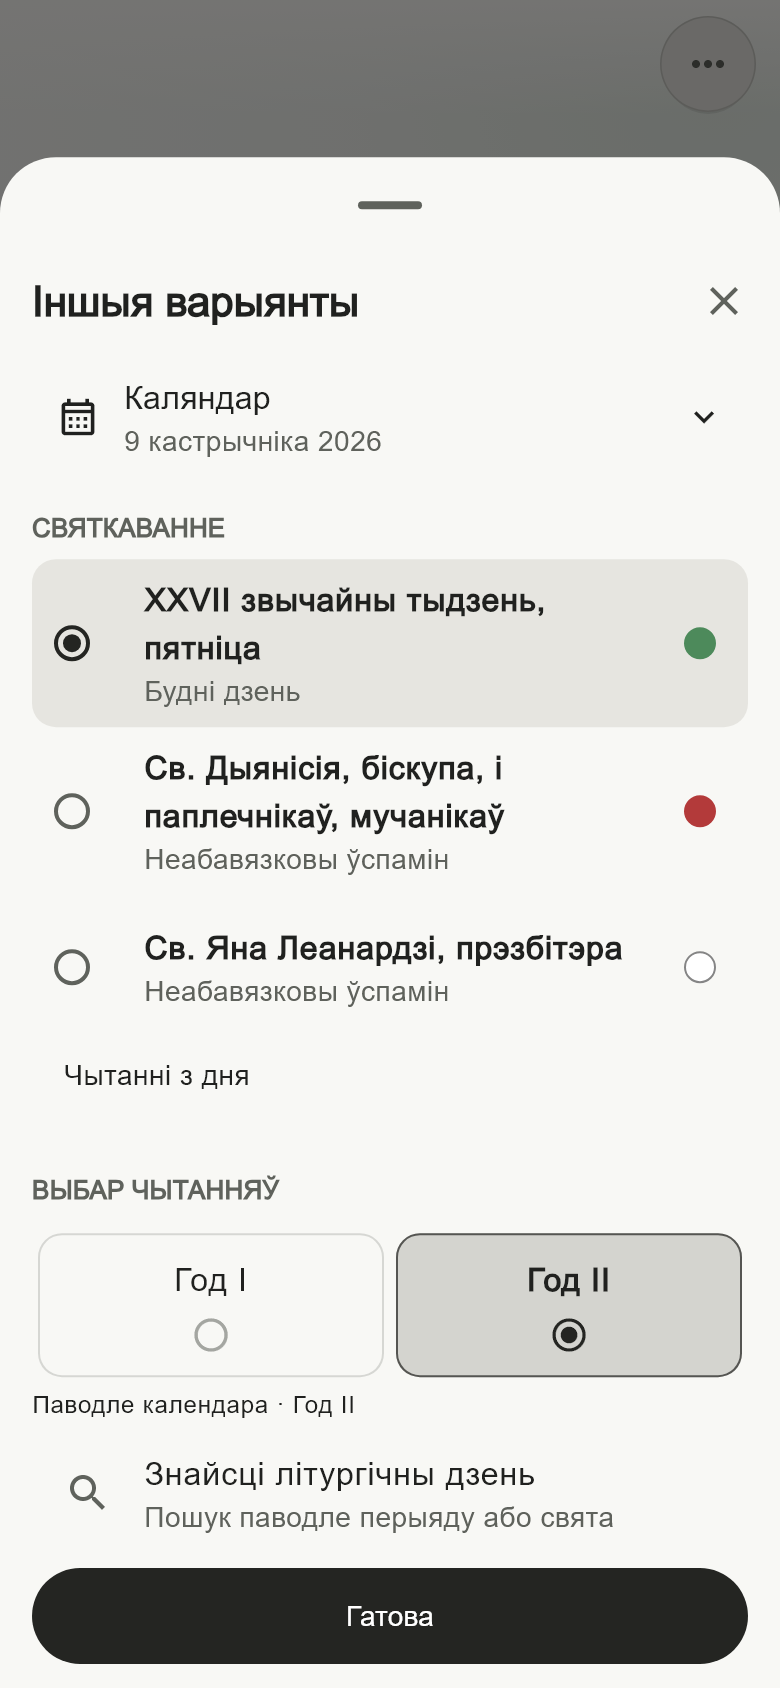 Іншыя варыянты
Каляндар
9 кастрычніка 2026
СВЯТКАВАННЕ
XXVII звычайны тыдзень,
пятніца
Будні дзень
Св. Дыянісія, біскупа, і
паплечнікаў, мучанікаў
Неабавязковы ўспамін
Св. Яна Леанардзі, прэзбітэра
Неабавязковы ўспамін
Чытанні з дня
ВЫБАР ЧЫТАННЯЎ
Год I
Год II
Паводле календара · Год II
Знайсці літургічны дзень
Пошук паводле перыяду або свята
Гатова